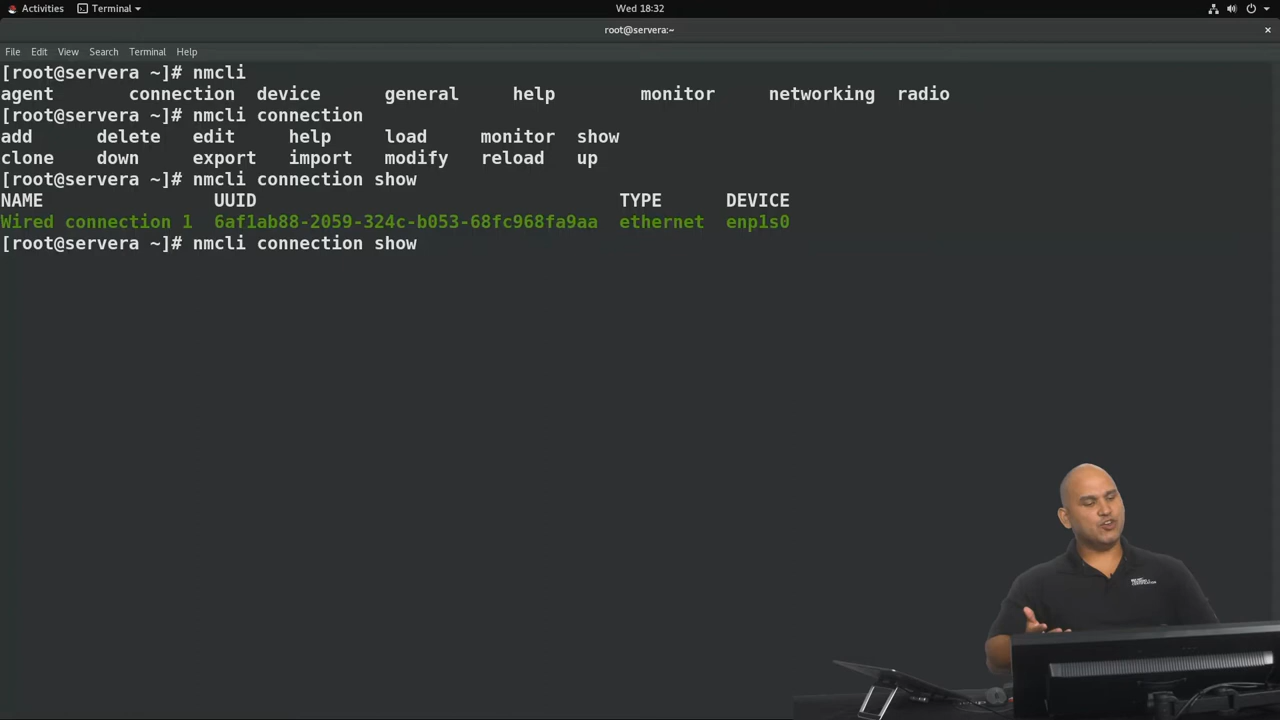 Activities Terminal Wed 18:32
root@servera:~ ×
File Edit View Search Terminal Help
[root@servera ~]# nmcli
agent connection device general help monitor networking radio
[root@servera ~]# nmcli connection
add delete edit help load monitor show
clone down export import modify reload up
[root@servera ~]# nmcli connection show
NAME UUID TYPE DEVICE
Wired connection 1 6af1ab88-2059-324c-b053-68fc968fa9aa ethernet enp1s0
[root@servera ~]# nmcli connection show